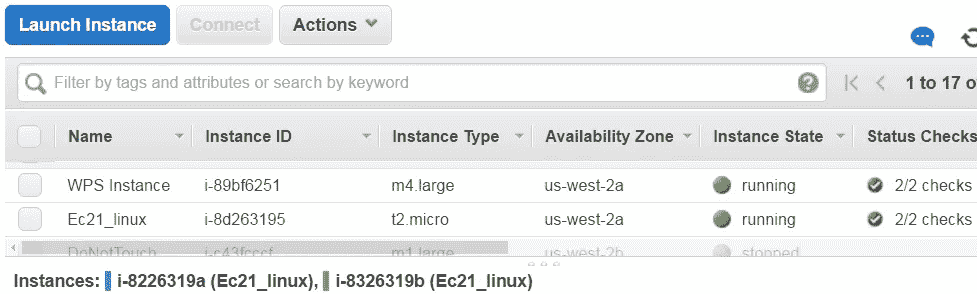 Launch Instance Connect Actions
Filter by tags and attributes or search by keyword 1 to 17 o
Name Instance ID Instance Type Availability Zone Instance State Status Checks
WPS Instance i-89bf6251 m4.large us-west-2a running 2/2 checks
Ec21_linux i-8d263195 t2.micro us-west-2a running 2/2 checks
DoNotTouch i-c43fcccf m1.large us-west-2b stopped
Instances: i-8226319a (Ec21_linux), i-8326319b (Ec21_linux)